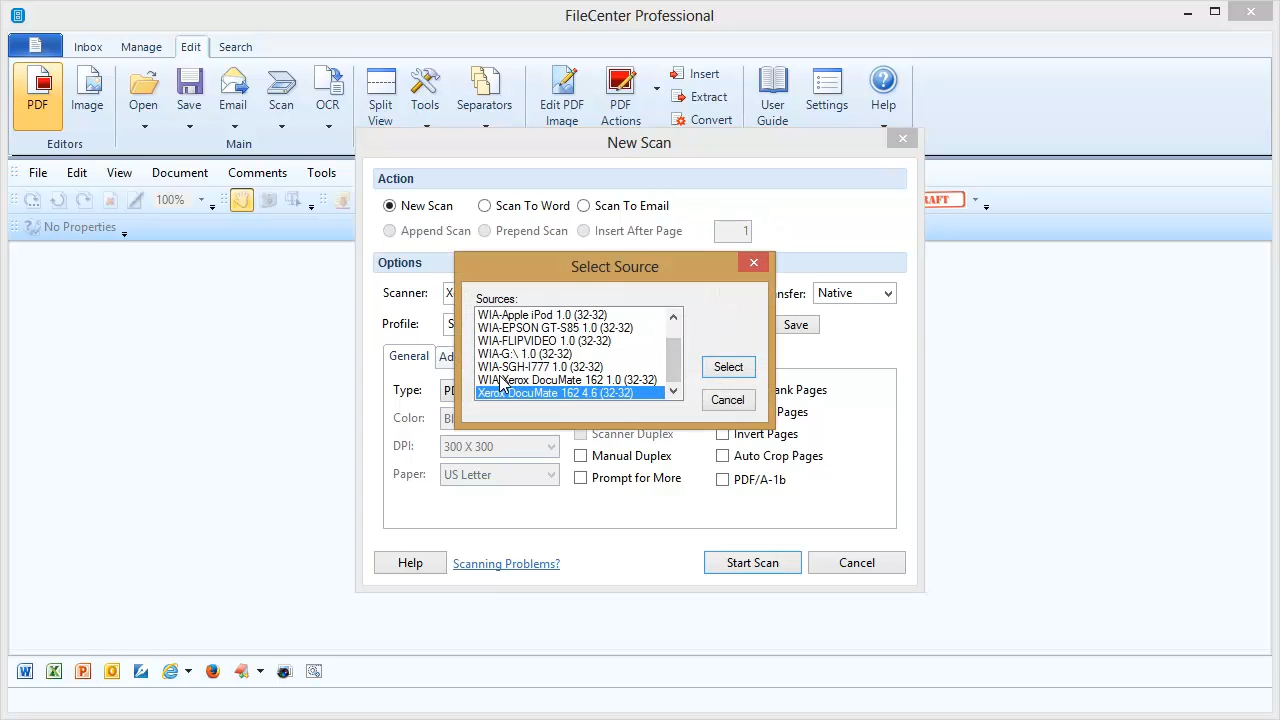 FileCenter Professional
Inbox Manage Edit Search
PDF Image Open Save Email Scan OCR Split View Tools Separators Edit PDF Image PDF Actions Insert Extract Convert User Guide Settings Help
Editors Main
New Scan
File Edit View Document Comments Tools
Action
100%
New Scan Scan To Word Scan To Email
No Properties
Append Scan Prepend Scan Insert After Page 1
Options
Select Source
Scanner: X Native
Sources:
WIA-Apple iPod 1.0 (32-32)
WIA-EPSON GT-S85 1.0 (32-32)
WIA-FLIPVIDEO 1.0 (32-32)
WIA-G:\ 1.0 (32-32)
WIA-SGH-I777 1.0 (32-32)
WIA-Xerox DocuMate 162 1.0 (32-32)
Xerox DocuMate 162 4.6 (32-32)
Select
Cancel
Profile: S Save
General
Type:
Pages
Color: Pages
Scanner Duplex Invert Pages
DPI: 300 X 300 Manual Duplex Auto Crop Pages
Paper: US Letter Prompt for More PDF/A-1b
Help Scanning Problems? Start Scan Cancel